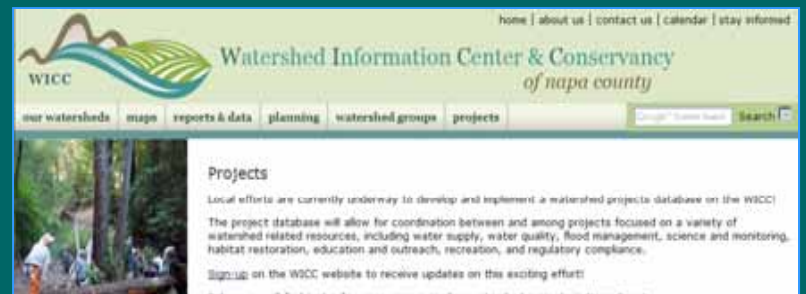 home | about us | contact us | calendar | stay informed
Watershed Information Center & Conservancy
of napa county
WICC
our watersheds maps reports & data planning watershed groups projects
Search
Projects
Local efforts are currently underway to develop and implement a watershed projects database on the WICC!
The project database will allow for coordination between and among projects focused on a variety of
watershed related resources, including water supply, water quality, flood management, science and monitoring,
habitat restoration, education and outreach, recreation, and regulatory compliance.
Sign-up on the WICC website to receive updates on this exciting effort!